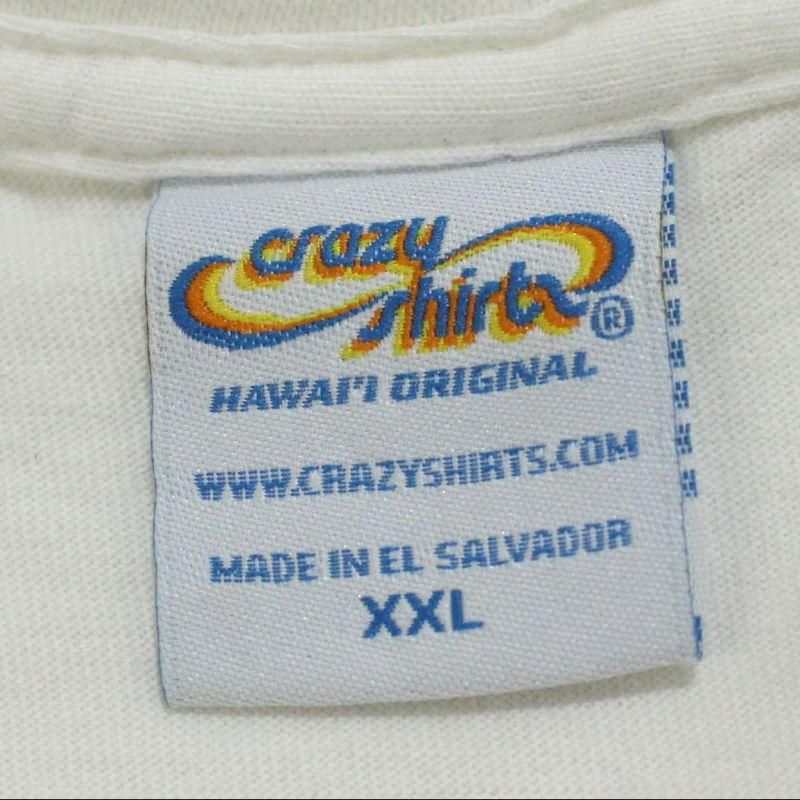 crazy
shirts®
HAWAI'I ORIGINAL
WWW.CRAZYSHIRTS.COM
MADE IN EL SALVADOR
XXL